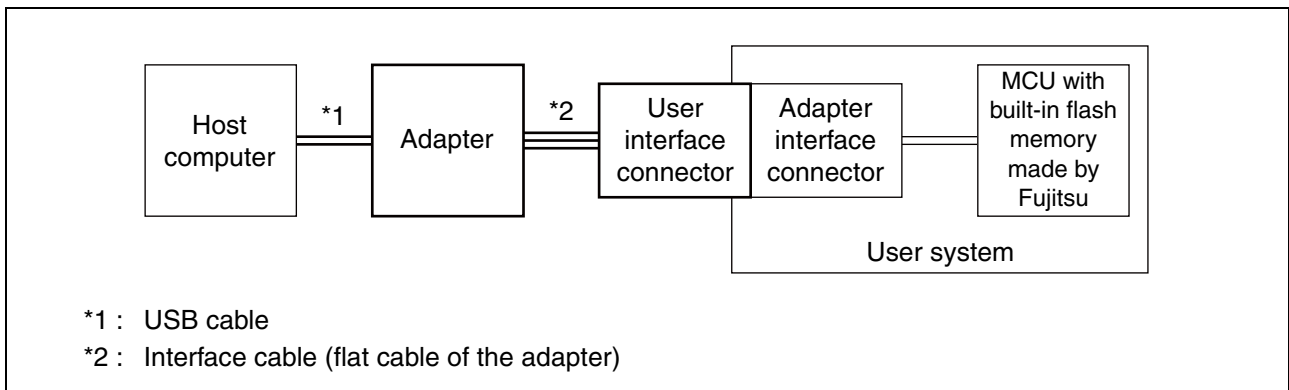 Host
computer
*1
Adapter
*2
User
interface
connector
Adapter
interface
connector
MCU with
built-in flash
memory
made by
Fujitsu
User system
*1 : USB cable
*2 : Interface cable (flat cable of the adapter)